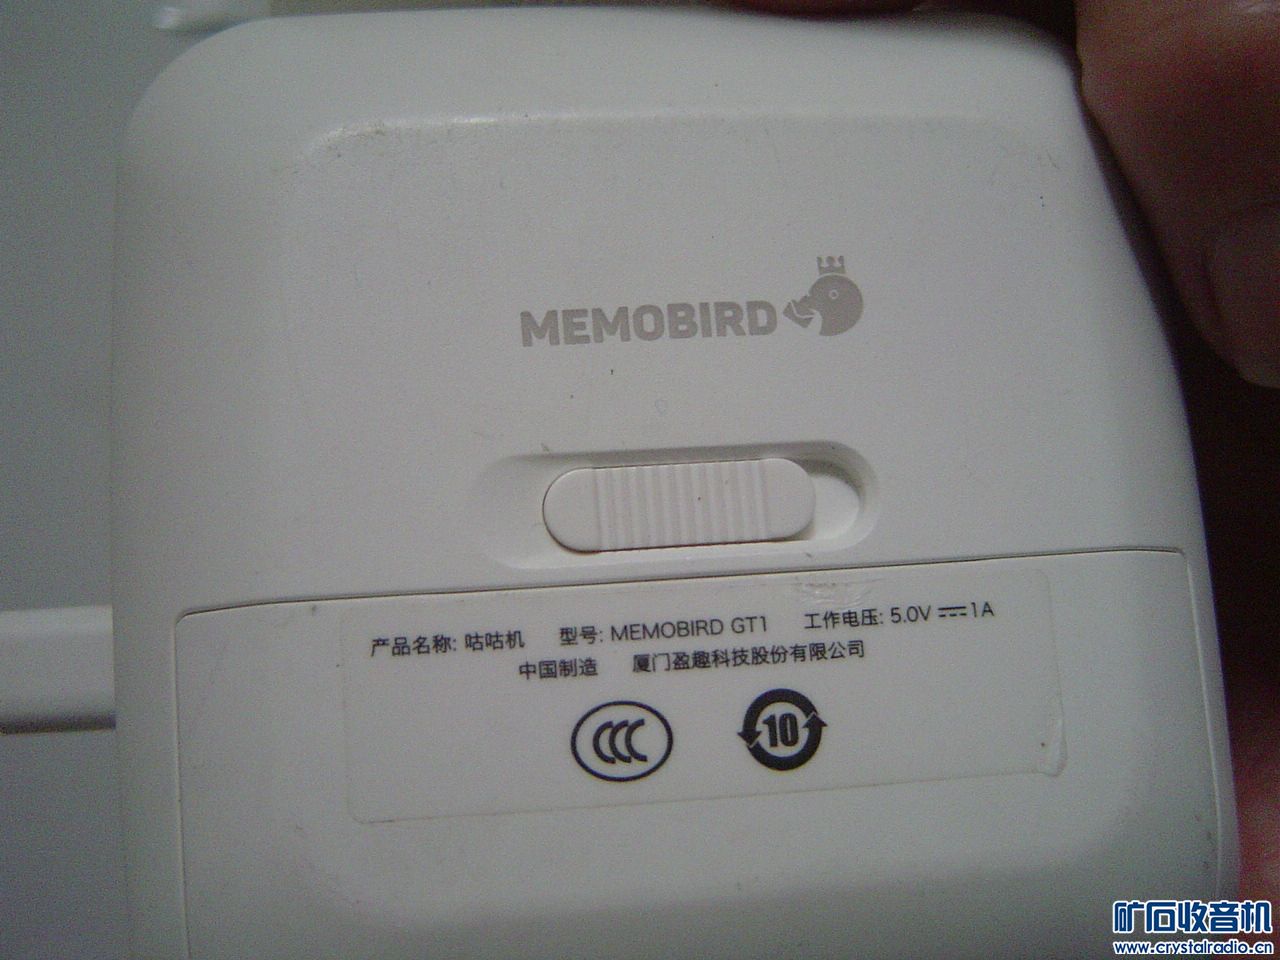 MEMOBIRD
产品名称: 咕咕机 型号: MEMOBIRD GT1 工作电压: 5.0V ⎓1A
中国制造 厦门盈趣科技股份有限公司
CCC
10
矿石收音机
www.crystalradio.cn